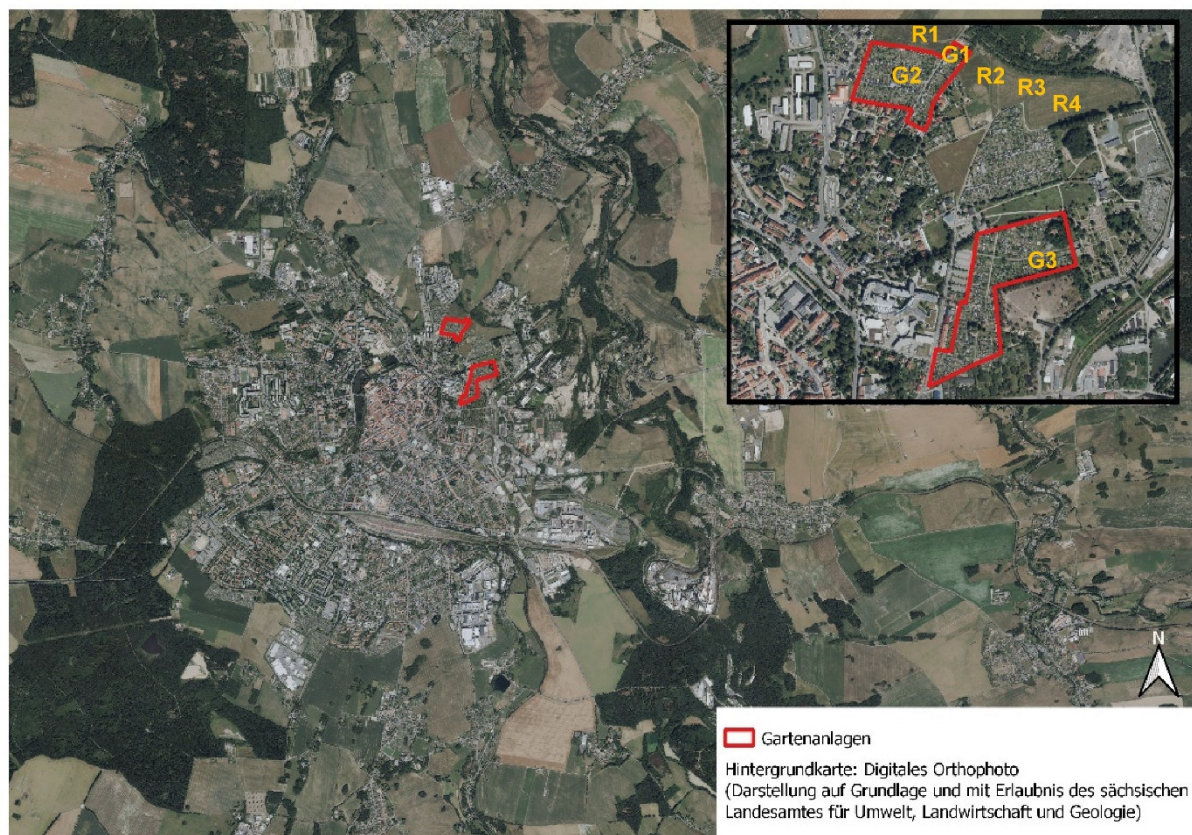 R1
G1
G2
R2
R3
R4
G3
N
Gartenanlagen
Hintergrundkarte: Digitales Orthophoto
(Darstellung auf Grundlage und mit Erlaubnis des sächsischen
Landesamtes für Umwelt, Landwirtschaft und Geologie)